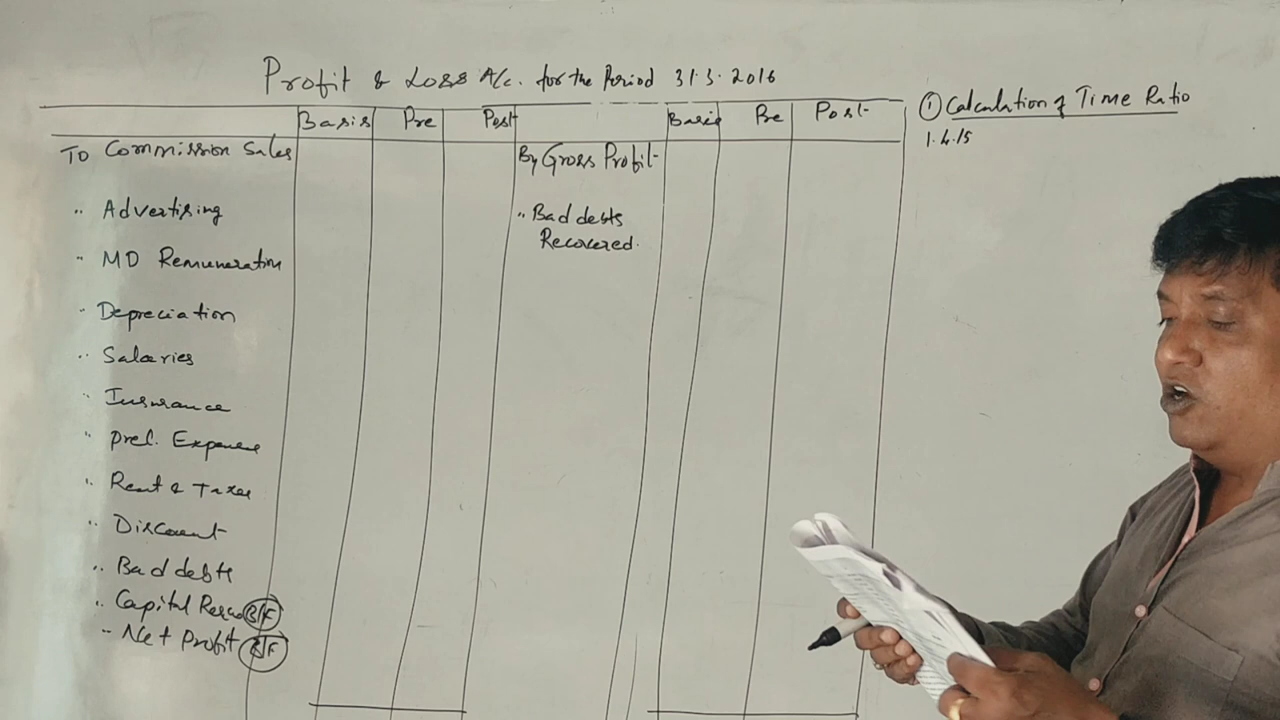 Profit & Loss A/c. for the Period 31.3.2016
Basis Pre Post Basis Pre Post
To Commission Sales
" Advertising
" MD Remuneration
" Depreciation
" Salaries
" Insurance
" Prel. Expense
" Rent & Taxes
" Discount
" Bad debts
" Capital B/F
" Net Profit B/F
By Gross Profit
" Bad debts
Recovered.
① Calculation of Time Ratio
1.4.15